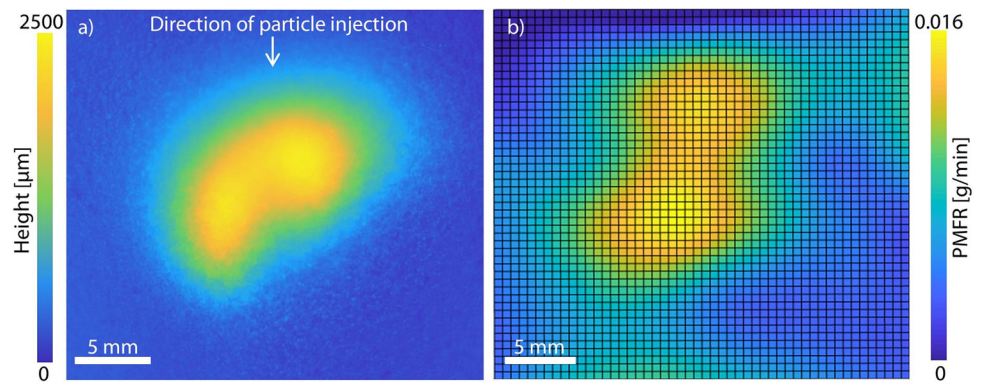 2500
a)
Direction of particle injection
Height [µm]
5 mm
0
b)
0.016
PMFR [g/min]
5 mm
0